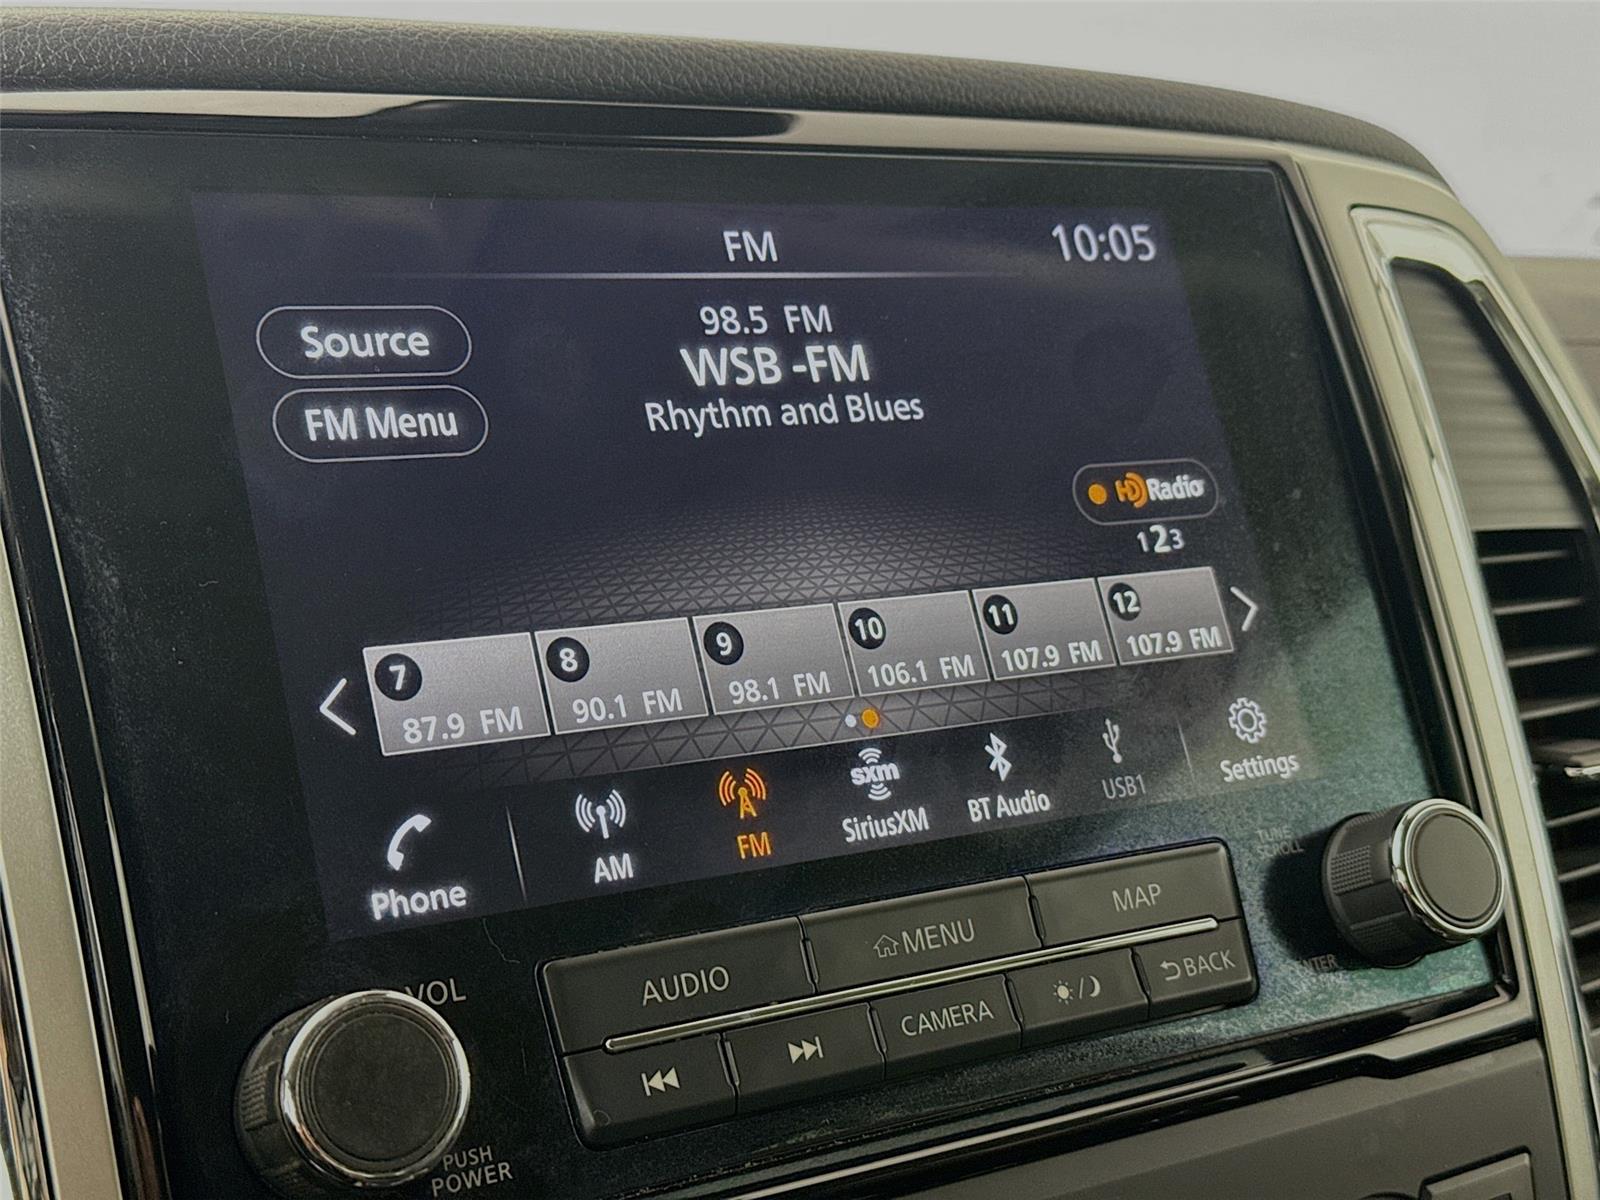 FM
10:05
Source
98.5 FM
WSB -FM
FM Menu
Rhythm and Blues
HD Radio
1 2 3
7
87.9 FM
8
90.1 FM
9
98.1 FM
10
106.1 FM
11
107.9 FM
12
107.9 FM
Phone
AM
FM
sxm
SiriusXM
BT Audio
USB1
Settings
TUNE
SCROLL
VOL
AUDIO
MENU
MAP
CAMERA
BACK
ENTER
PUSH
POWER